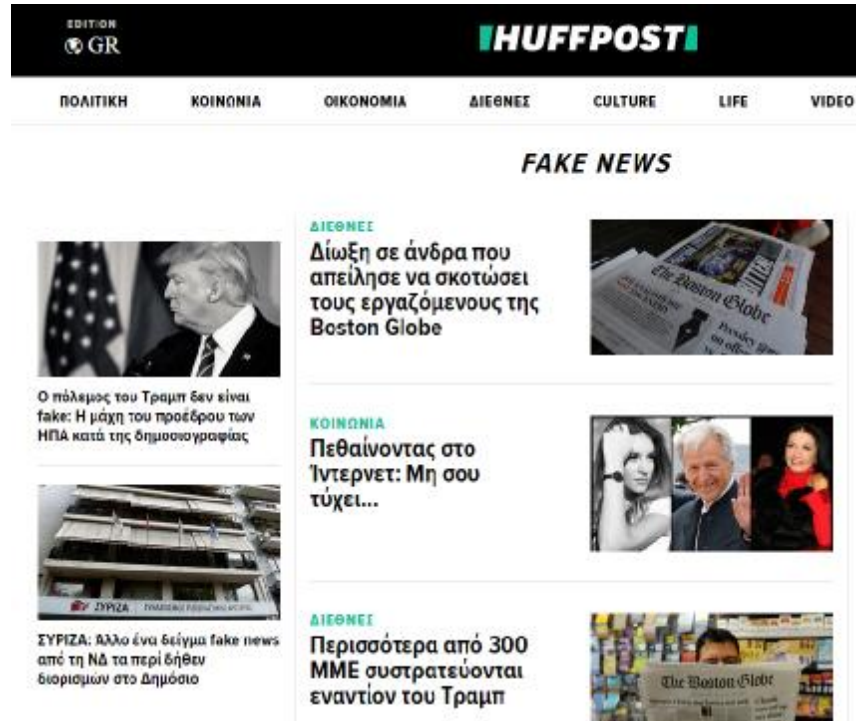 EDITION
GR
HUFFPOST
ΠΟΛΙΤΙΚΗ ΚΟΙΝΩΝΙΑ ΟΙΚΟΝΟΜΙΑ ΔΙΕΘΝΕΣ CULTURE LIFE VIDEO
FAKE NEWS
Ο πόλεμος του Τραμπ δεν είναι
fake: Η μάχη του προέδρου των
ΗΠΑ κατά της δημοσιογραφίας
ΣΥΡΙΖΑ
ΣΥΡΙΖΑ: Άλλο ένα δείγμα fake news
από τη ΝΔ τα περί δήθεν
διορισμών στο Δημόσιο
ΔΙΕΘΝΕΣ
Δίωξη σε άνδρα που
απείλησε να σκοτώσει
τους εργαζόμενους της
Boston Globe
The Boston Globe
ΚΟΙΝΩΝΙΑ
Πεθαίνοντας στο
Ίντερνετ: Μη σου
τύχει...
ΔΙΕΘΝΕΣ
Περισσότερα από 300
ΜΜΕ συστρατεύονται
εναντίον του Τραμπ
The Boston Globe